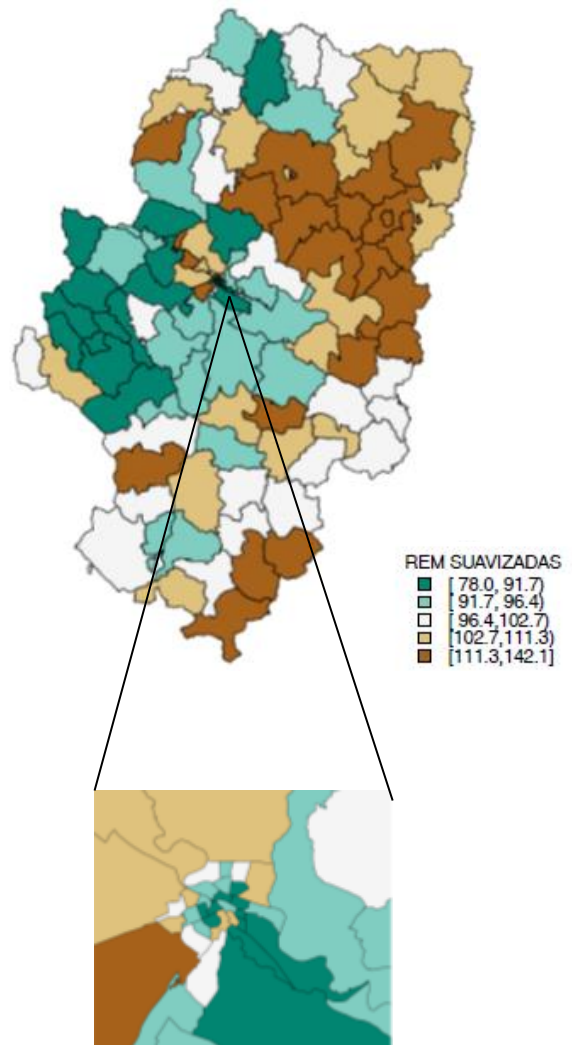 REM SUAVIZADAS
[ 78.0, 91.7)
[ 91.7, 96.4)
[ 96.4,102.7)
[102.7,111.3)
[111.3,142.1]